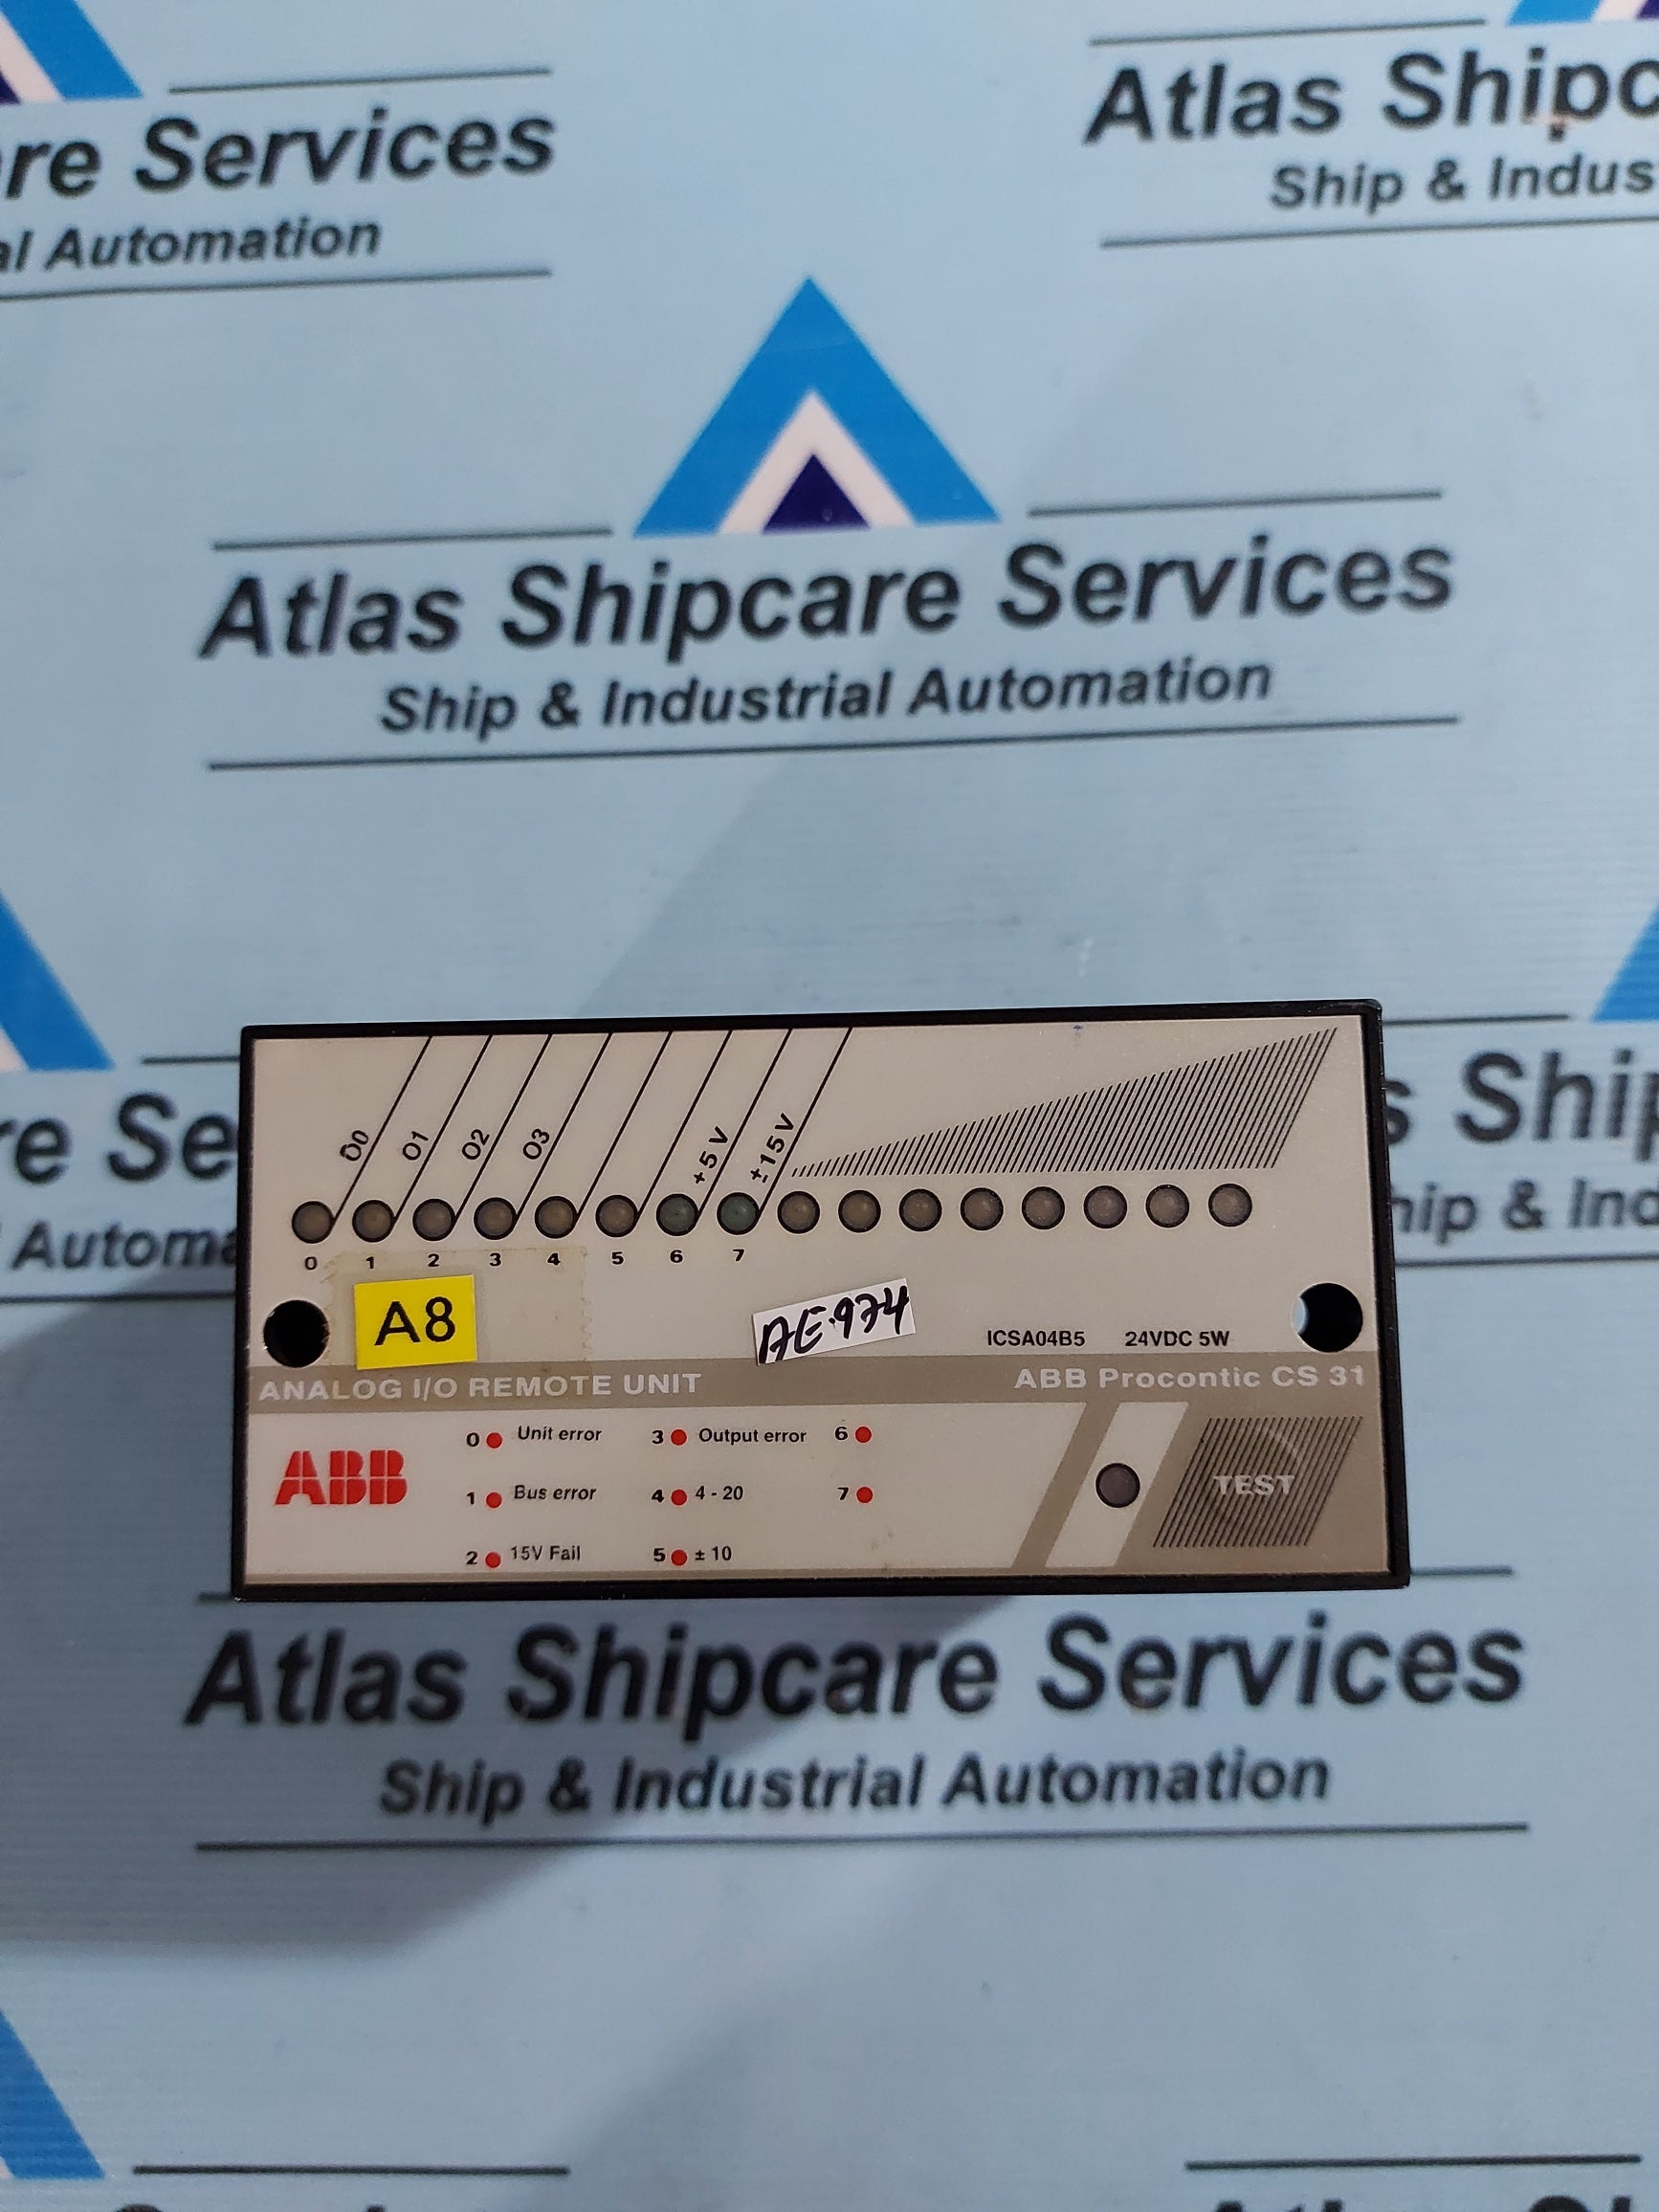 re Services
al Automation
Atlas Shipc
Ship & Indus
Atlas Shipcare Services
Ship & Industrial Automation
re Se
Automa
s Ship
hip & Ind
O0 O1 O2 O3 +5V ±15V
0 1 2 3 4 5 6 7
A8
AE-974
ICSA04B5 24VDC 5W
ANALOG I/O REMOTE UNIT ABB Procontic CS 31
ABB
0 Unit error 3 Output error 6
1 Bus error 4 4 - 20 7
2 15V Fail 5 ± 10
TEST
Atlas Shipcare Services
Ship & Industrial Automation